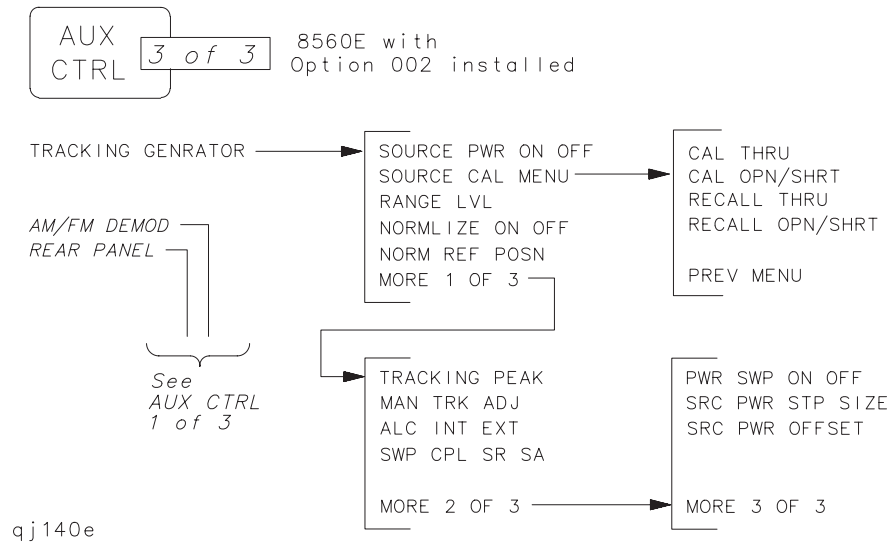 AUX
CTRL
3 of 3
8560E with
Option 002 installed
TRACKING GENRATOR
SOURCE PWR ON OFF
SOURCE CAL MENU
RANGE LVL
NORMLIZE ON OFF
NORM REF POSN
MORE 1 OF 3
CAL THRU
CAL OPN/SHRT
RECALL THRU
RECALL OPN/SHRT
PREV MENU
AM/FM DEMOD
REAR PANEL
See
AUX CTRL
1 of 3
TRACKING PEAK
MAN TRK ADJ
ALC INT EXT
SWP CPL SR SA
MORE 2 OF 3
PWR SWP ON OFF
SRC PWR STP SIZE
SRC PWR OFFSET
MORE 3 OF 3
qj140e